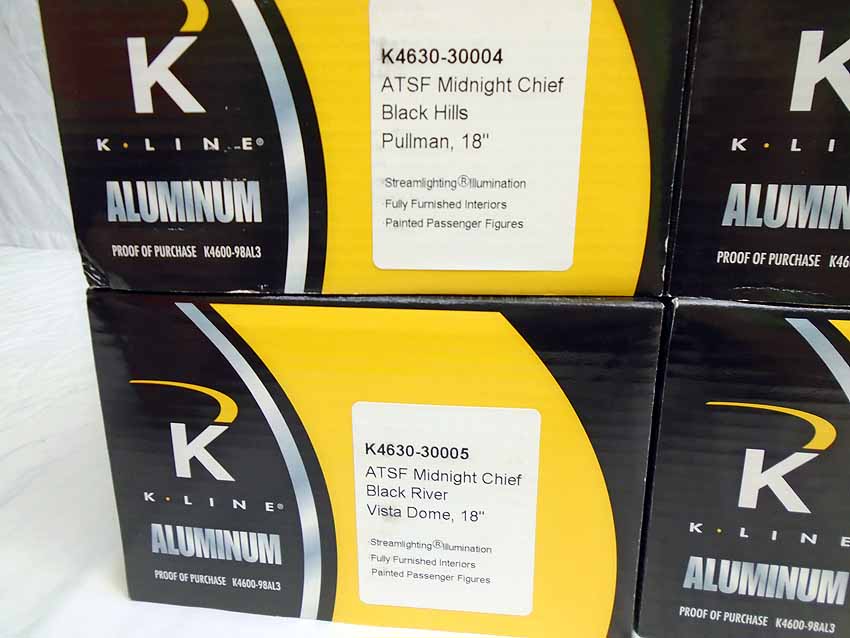 K
K·LINE®
ALUMINUM
PROOF OF PURCHASE K4600-98AL3
K4630-30004
ATSF Midnight Chief
Black Hills
Pullman, 18"
Streamlighting®Illumination
Fully Furnished Interiors
Painted Passenger Figures
K
K·LI
ALUMIN
PROOF OF PURCHASE K46
K
K·LINE®
ALUMINUM
PROOF OF PURCHASE K4600-98AL3
K4630-30005
ATSF Midnight Chief
Black River
Vista Dome, 18"
Streamlighting®Illumination
Fully Furnished Interiors
Painted Passenger Figures
K
K·LINE
ALUMINUM
PROOF OF PURCHASE K4600-98AL3